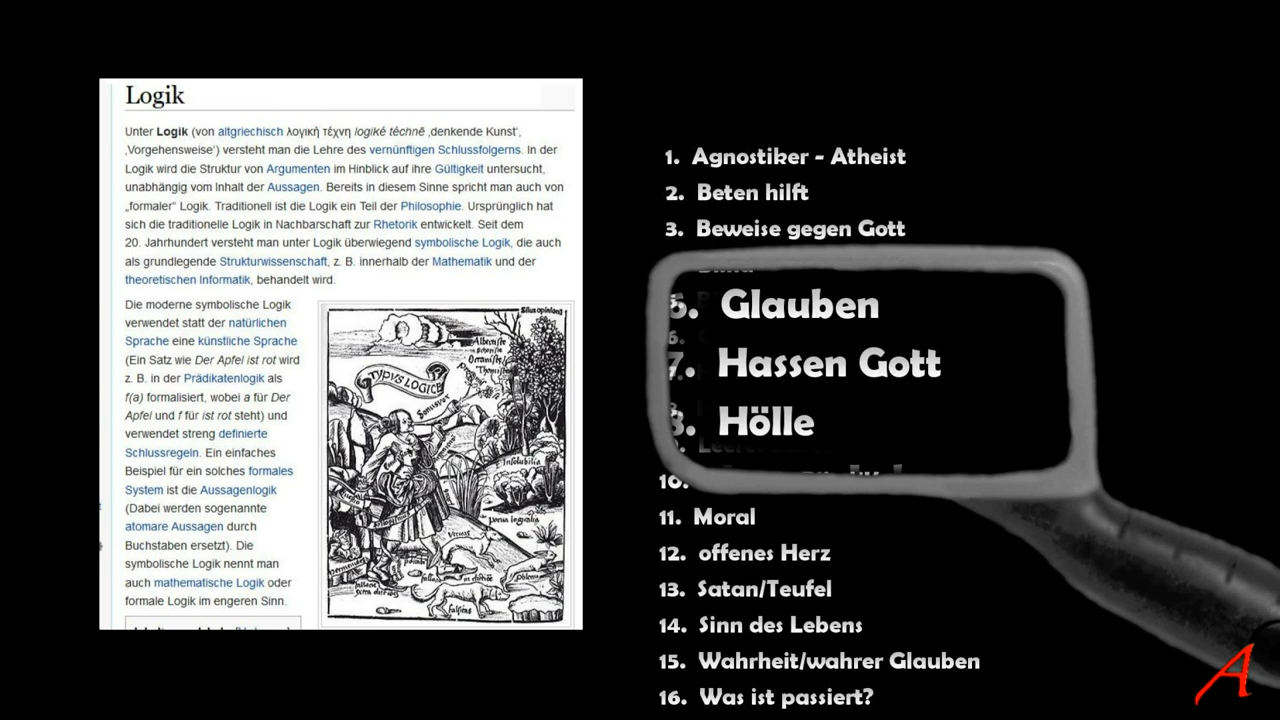 Logik
Unter Logik (von altgriechisch λογικὴ τέχνη logiké téchnē ‚denkende Kunst‘,
‚Vorgehensweise‘) versteht man die Lehre des vernünftigen Schlussfolgerns. In der
Logik wird die Struktur von Argumenten im Hinblick auf ihre Gültigkeit untersucht,
unabhängig vom Inhalt der Aussagen. Bereits in diesem Sinne spricht man auch von
„formaler“ Logik. Traditionell ist die Logik ein Teil der Philosophie. Ursprünglich hat
sich die traditionelle Logik in Nachbarschaft zur Rhetorik entwickelt. Seit dem
20. Jahrhundert versteht man unter Logik überwiegend symbolische Logik, die auch
als grundlegende Strukturwissenschaft, z. B. innerhalb der Mathematik und der
theoretischen Informatik, behandelt wird.
Die moderne symbolische Logik
verwendet statt der natürlichen
Sprache eine künstliche Sprache
(Ein Satz wie Der Apfel ist rot wird
z. B. in der Prädikatenlogik als
f(a) formalisiert, wobei a für Der
Apfel und f für ist rot steht) und
verwendet streng definierte
Schlussregeln. Ein einfaches
Beispiel für ein solches formales
System ist die Aussagenlogik
(Dabei werden sogenannte
atomare Aussagen durch
Buchstaben ersetzt). Die
symbolische Logik nennt man
auch mathematische Logik oder
formale Logik im engeren Sinn.
TYPVS LOGICE
Insolubilia
Veritas
falsitas
1. Agnostiker - Atheist
2. Beten hilft
3. Beweise gegen Gott
5. Glauben
6.
7. Hassen Gott
8. Hölle
9.
10.
11. Moral
12. offenes Herz
13. Satan/Teufel
14. Sinn des Lebens
15. Wahrheit/wahrer Glauben
16. Was ist passiert?
A